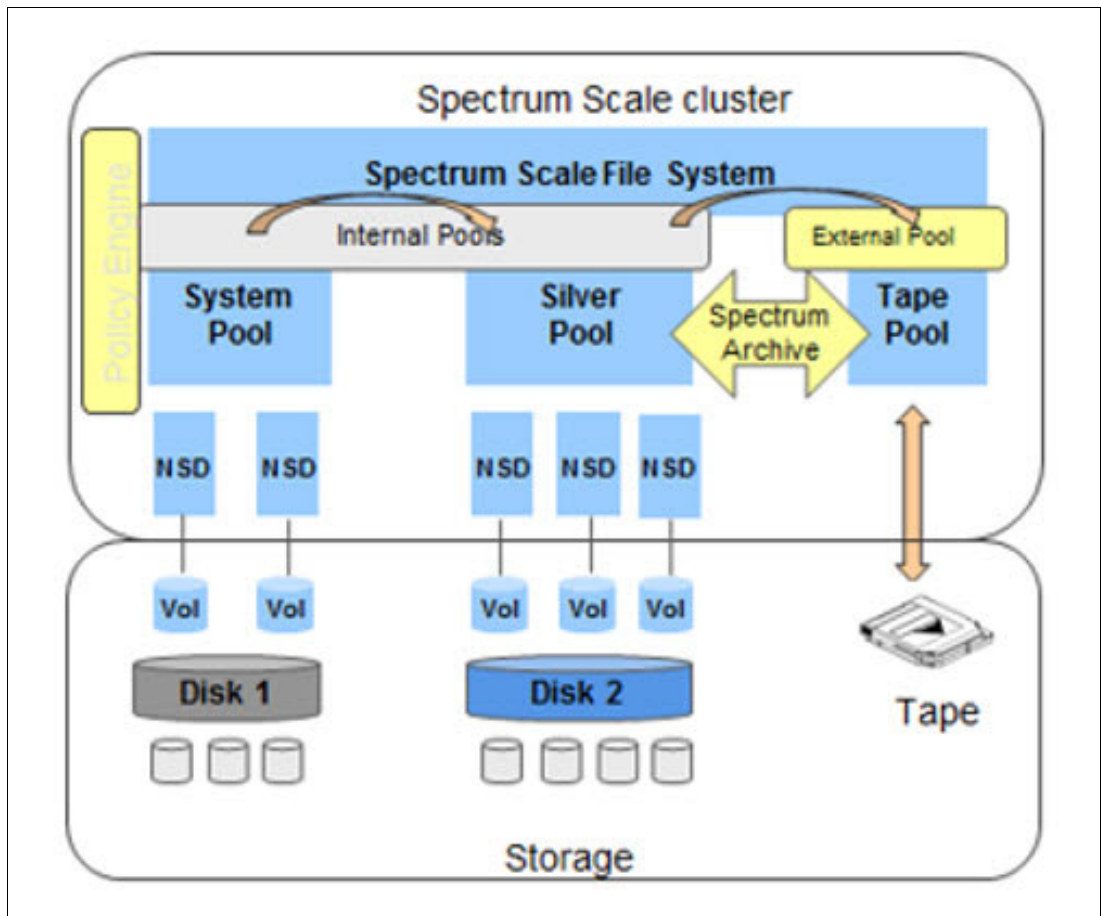 Spectrum Scale cluster
Policy Engine
Spectrum Scale File System
Internal Pools
External Pool
System
Pool
Silver
Pool
Spectrum
Archive
Tape
Pool
NSD
NSD
NSD
NSD
NSD
Vol
Vol
Vol
Vol
Vol
Disk 1
Disk 2
Tape
Storage